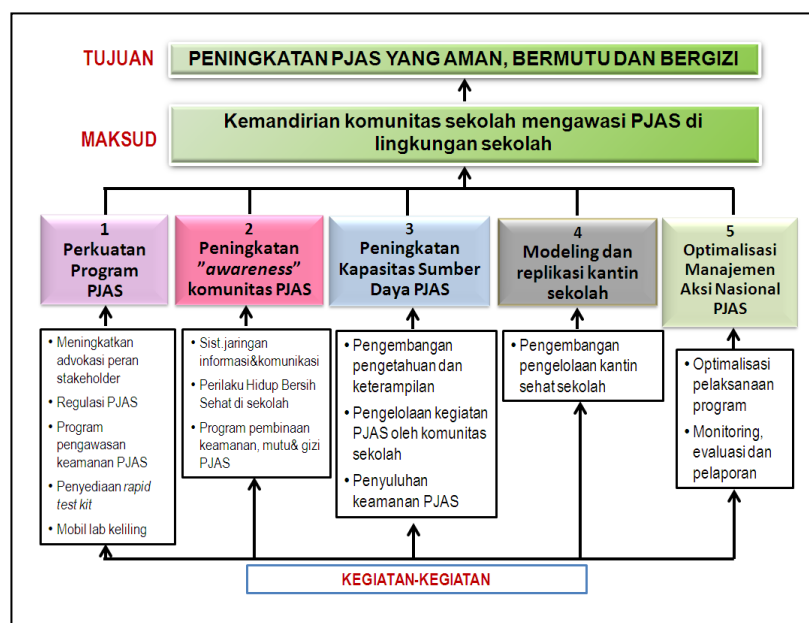 TUJUAN
PENINGKATAN PJAS YANG AMAN, BERMUTU DAN BERGIZI
MAKSUD
Kemandirian komunitas sekolah mengawasi PJAS di
lingkungan sekolah
1
Perkuatan
Program
PJAS
2
Peningkatan
"awareness"
komunitas PJAS
3
Peningkatan
Kapasitas Sumber
Daya PJAS
4
Modeling dan
replikasi kantin
sekolah
5
Optimalisasi
Manajemen
Aksi Nasional
PJAS
• Meningkatkan
advokasi peran
stakeholder
• Regulasi PJAS
• Program
pengawasan
keamanan PJAS
• Penyediaan rapid
test kit
• Mobil lab keliling
• Sist.jaringan
informasi&komunikasi
• Perilaku Hidup Bersih
Sehat di sekolah
• Program pembinaan
keamanan, mutu& gizi
PJAS
• Pengembangan
pengetahuan dan
keterampilan
• Pengelolaan kegiatan
PJAS oleh komunitas
sekolah
• Penyuluhan
keamanan PJAS
• Pengembangan
pengelolaan kantin
sehat sekolah
• Optimalisasi
pelaksanaan
program
• Monitoring,
evaluasi dan
pelaporan
KEGIATAN-KEGIATAN